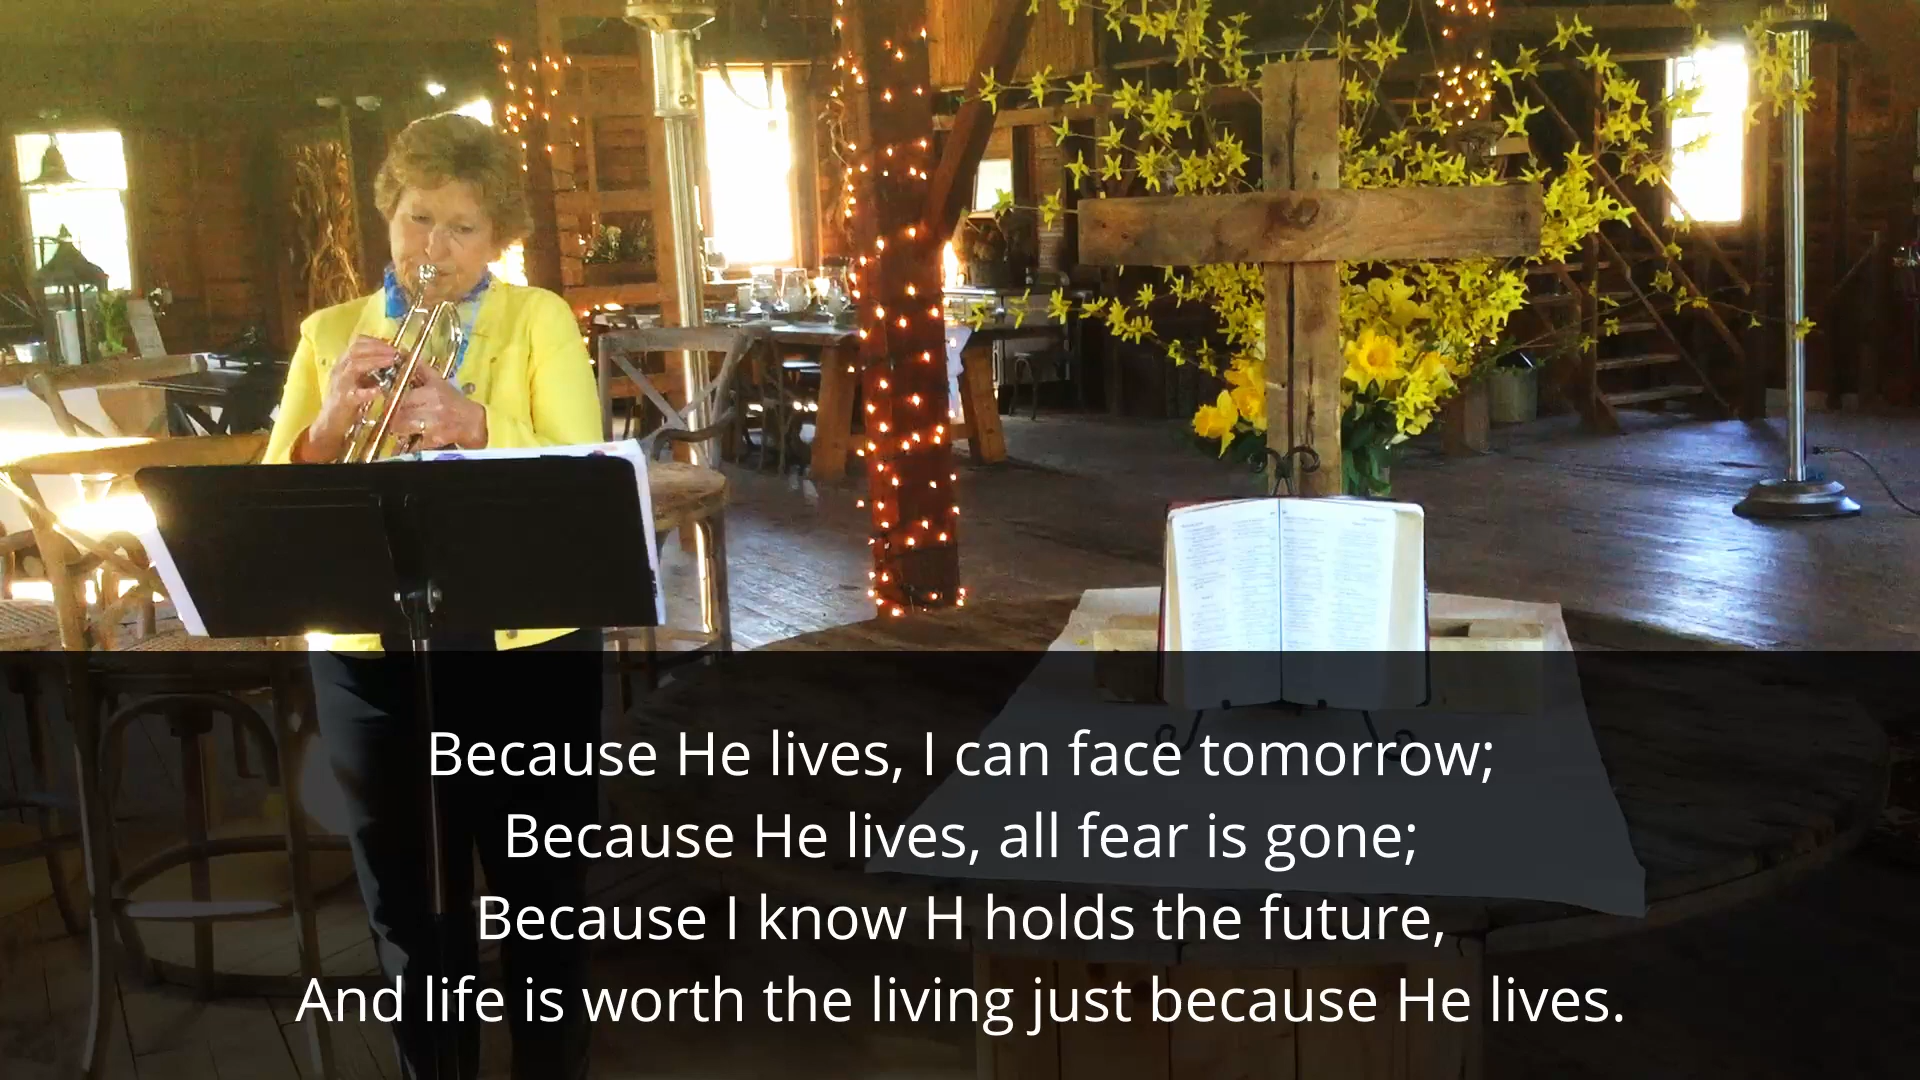 Because He lives, I can face tomorrow;
Because He lives, all fear is gone;
Because I know H holds the future,
And life is worth the living just because He lives.